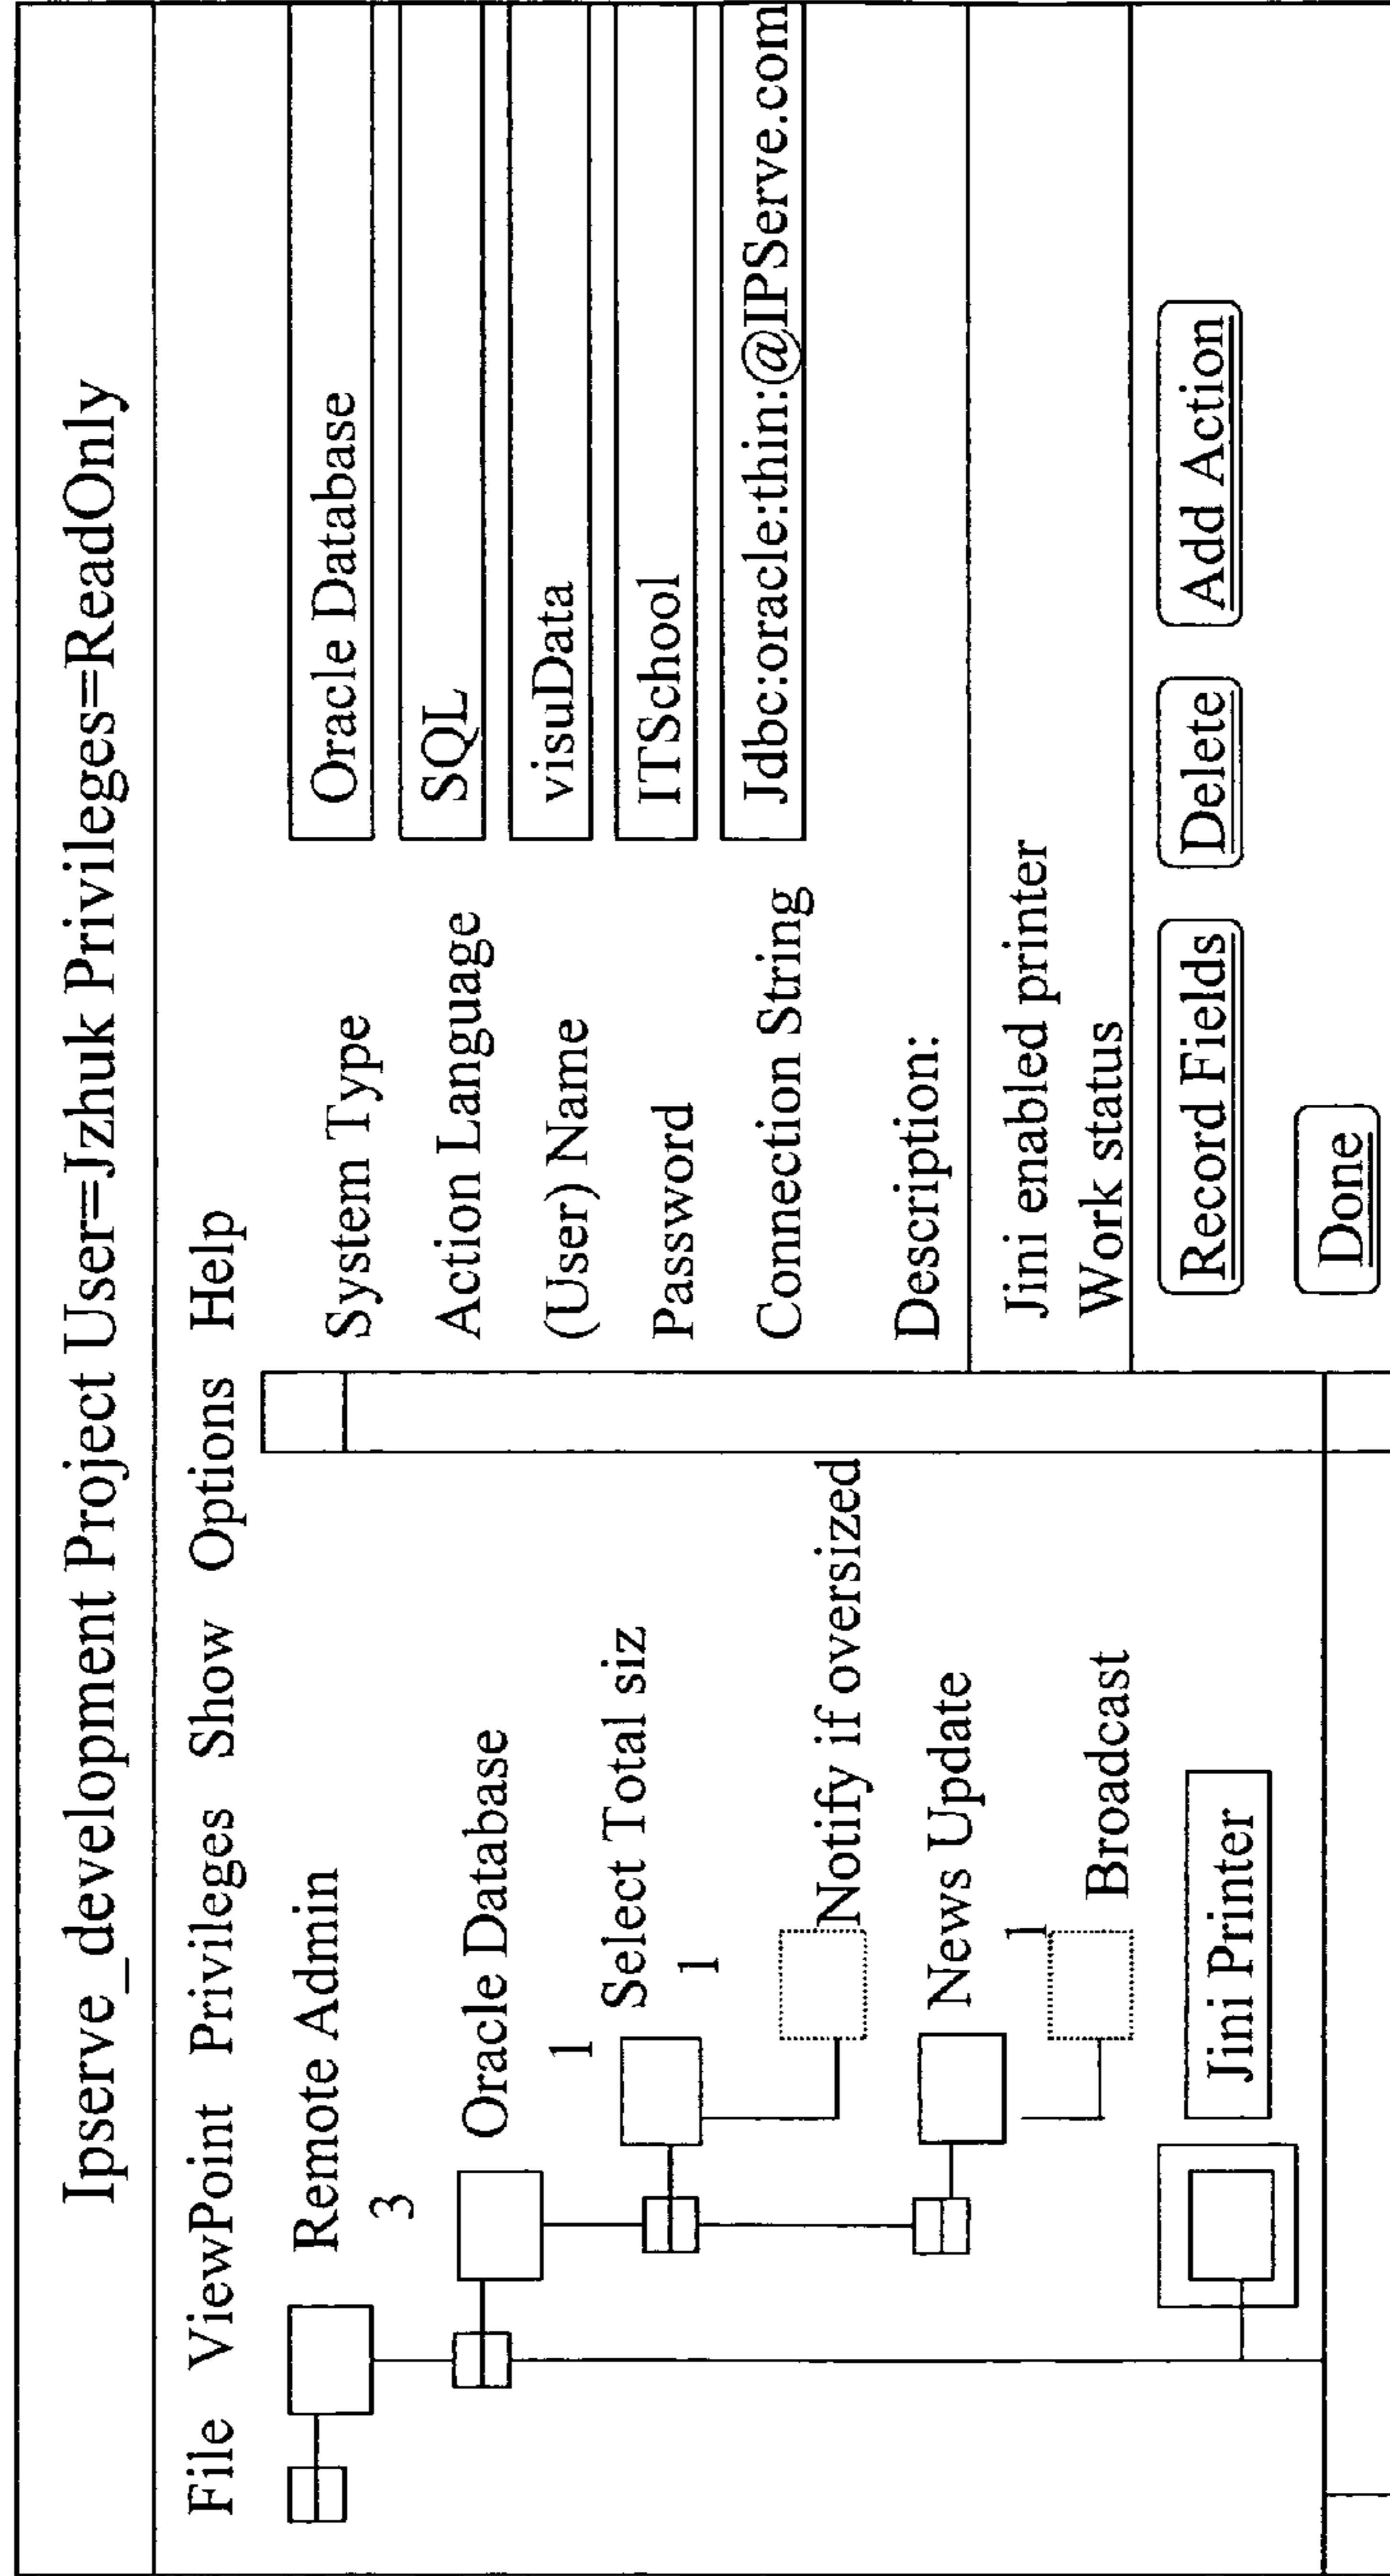 Ipserve_development Project User=Jzhuk Privileges=ReadOnly
File ViewPoint Privileges Show Options Help
Remote Admin
3
Oracle Database
1
Select Total siz
1
Notify if oversized
News Update
1
Broadcast
Jini Printer
System Type
Oracle Database
Action Language
SQL
(User) Name
visuData
Password
ITSchool
Connection String
Jdbc:oracle:thin:@IPServe.com
Description:
Jini enabled printer
Work status
Record Fields
Delete
Add Action
Done